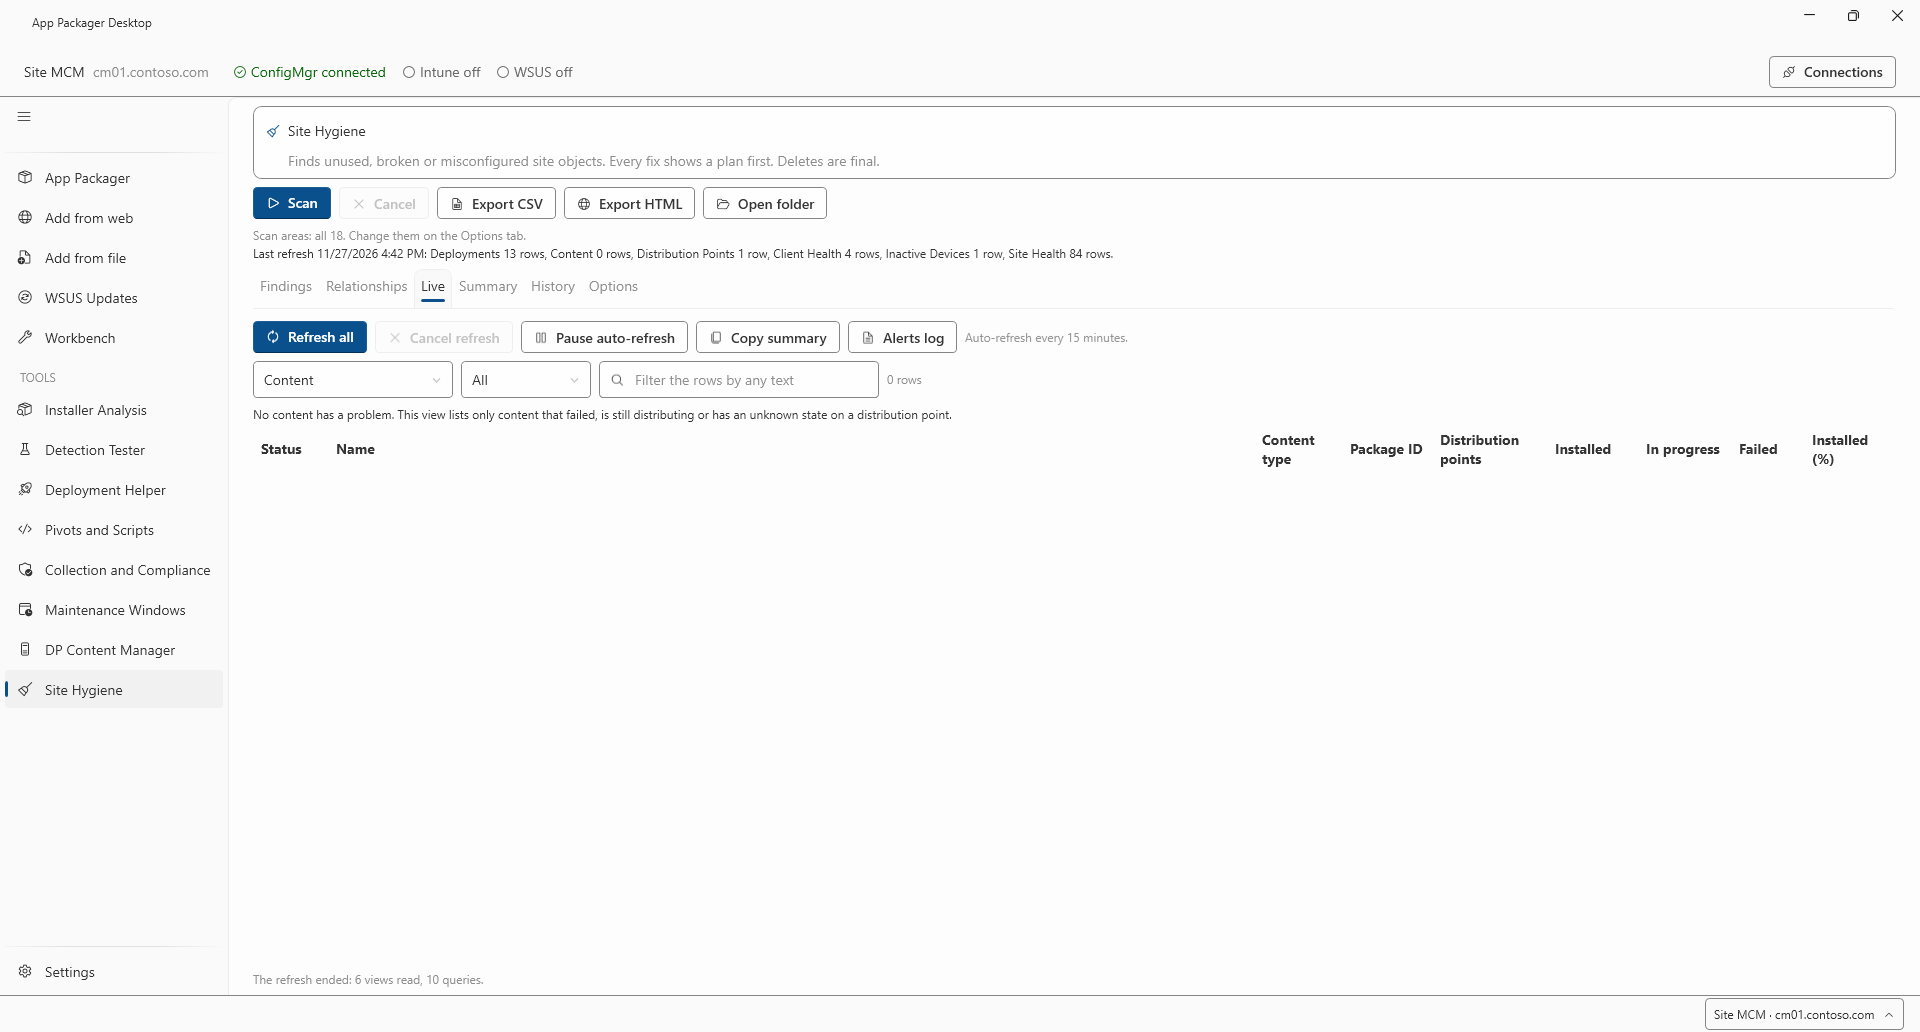 App Packager Desktop
Site MCM cm01.contoso.com ConfigMgr connected Intune off WSUS off Connections
Site Hygiene
Finds unused, broken or misconfigured site objects. Every fix shows a plan first. Deletes are final.
Scan Cancel Export CSV Export HTML Open folder
Scan areas: all 18. Change them on the Options tab.
Last refresh 11/27/2026 4:42 PM: Deployments 13 rows, Content 0 rows, Distribution Points 1 row, Client Health 4 rows, Inactive Devices 1 row, Site Health 84 rows.
Findings Relationships Live Summary History Options
Refresh all Cancel refresh Pause auto-refresh Copy summary Alerts log Auto-refresh every 15 minutes.
Content All Filter the rows by any text 0 rows
No content has a problem. This view lists only content that failed, is still distributing or has an unknown state on a distribution point.
Status Name Content type Package ID Distribution points Installed In progress Failed Installed (%)
App Packager
Add from web
Add from file
WSUS Updates
Workbench
TOOLS
Installer Analysis
Detection Tester
Deployment Helper
Pivots and Scripts
Collection and Compliance
Maintenance Windows
DP Content Manager
Site Hygiene
Settings
The refresh ended: 6 views read, 10 queries.
Site MCM · cm01.contoso.com